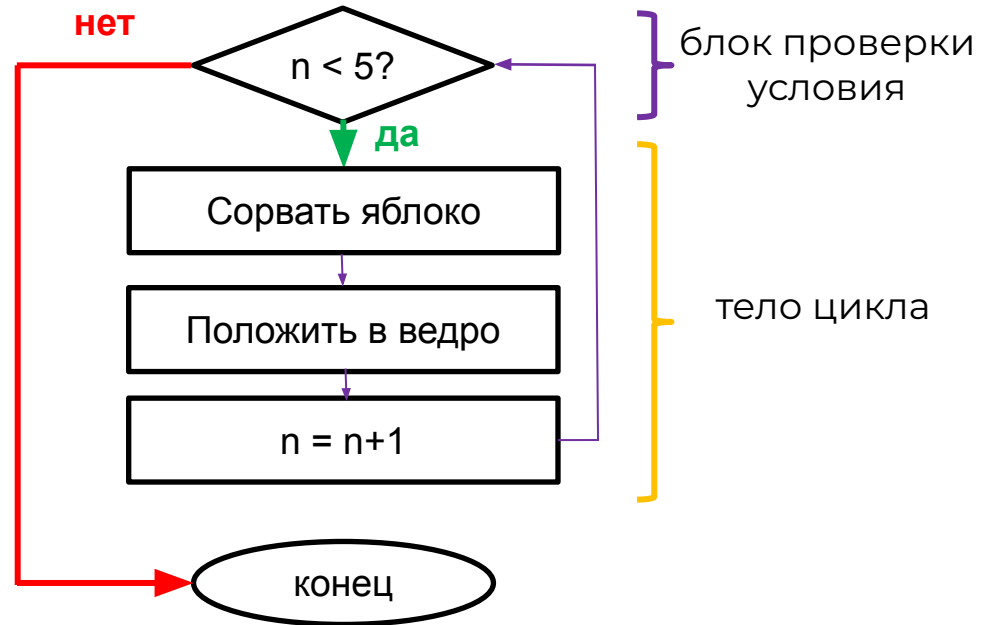 нет
n < 5?
блок проверки
условия
да
Сорвать яблоко
Положить в ведро
тело цикла
n = n+1
конец